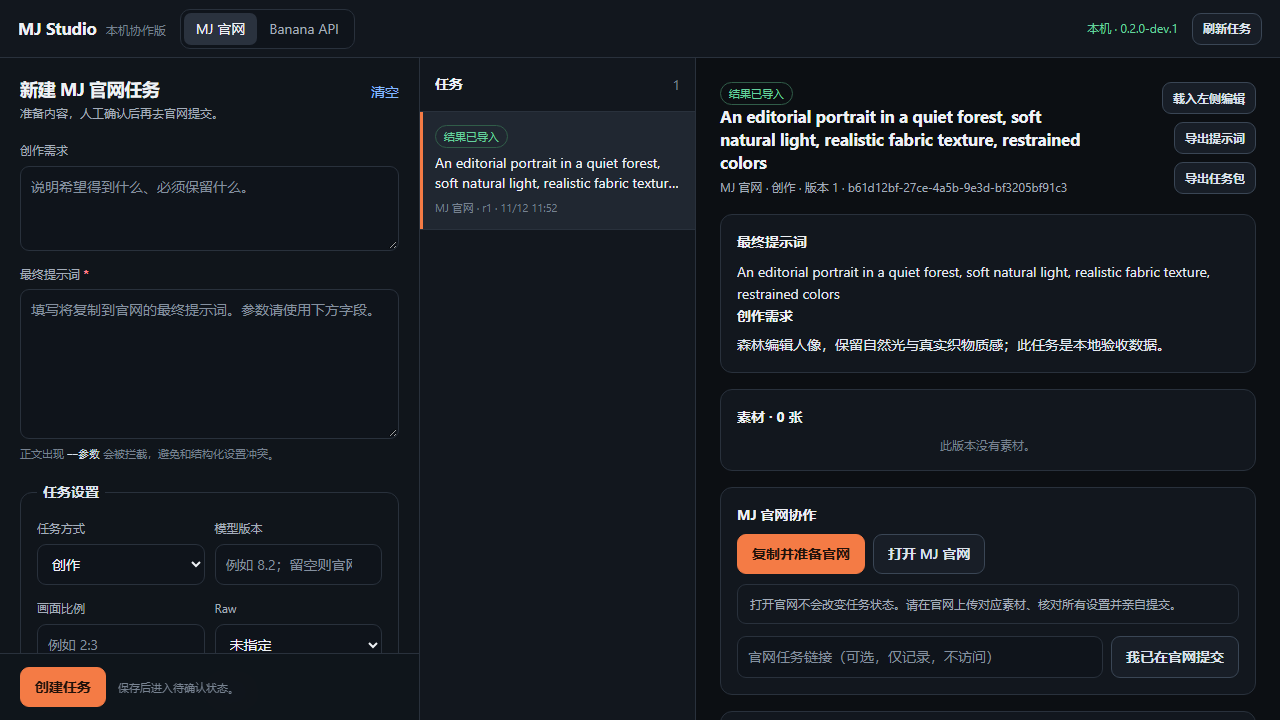 MJ Studio 本机协作版 MJ 官网 Banana API 本机 · 0.2.0-dev.1 刷新任务
新建 MJ 官网任务 清空
准备内容，人工确认后再去官网提交。
创作需求
说明希望得到什么、必须保留什么。
最终提示词 *
填写将复制到官网的最终提示词。参数请使用下方字段。
正文出现 --参数 会被拦截，避免和结构化设置冲突。
任务设置
任务方式 模型版本
创作 例如 8.2；留空则官网
画面比例 Raw
例如 2:3 未指定
创建任务 保存后进入待确认状态。
任务 1
结果已导入
An editorial portrait in a quiet forest,
soft natural light, realistic fabric textur...
MJ 官网 · r1 · 11/12 11:52
结果已导入
An editorial portrait in a quiet forest, soft
natural light, realistic fabric texture, restrained
colors
MJ 官网 · 创作 · 版本 1 · b61d12bf-27ce-4a5b-9e3d-bf3205bf91c3
载入左侧编辑
导出提示词
导出任务包
最终提示词
An editorial portrait in a quiet forest, soft natural light, realistic fabric texture,
restrained colors
创作需求
森林编辑人像，保留自然光与真实织物质感；此任务是本地验收数据。
素材 · 0 张
此版本没有素材。
MJ 官网协作
复制并准备官网 打开 MJ 官网
打开官网不会改变任务状态。请在官网上传对应素材、核对所有设置并亲自提交。
官网任务链接（可选，仅记录，不访问） 我已在官网提交